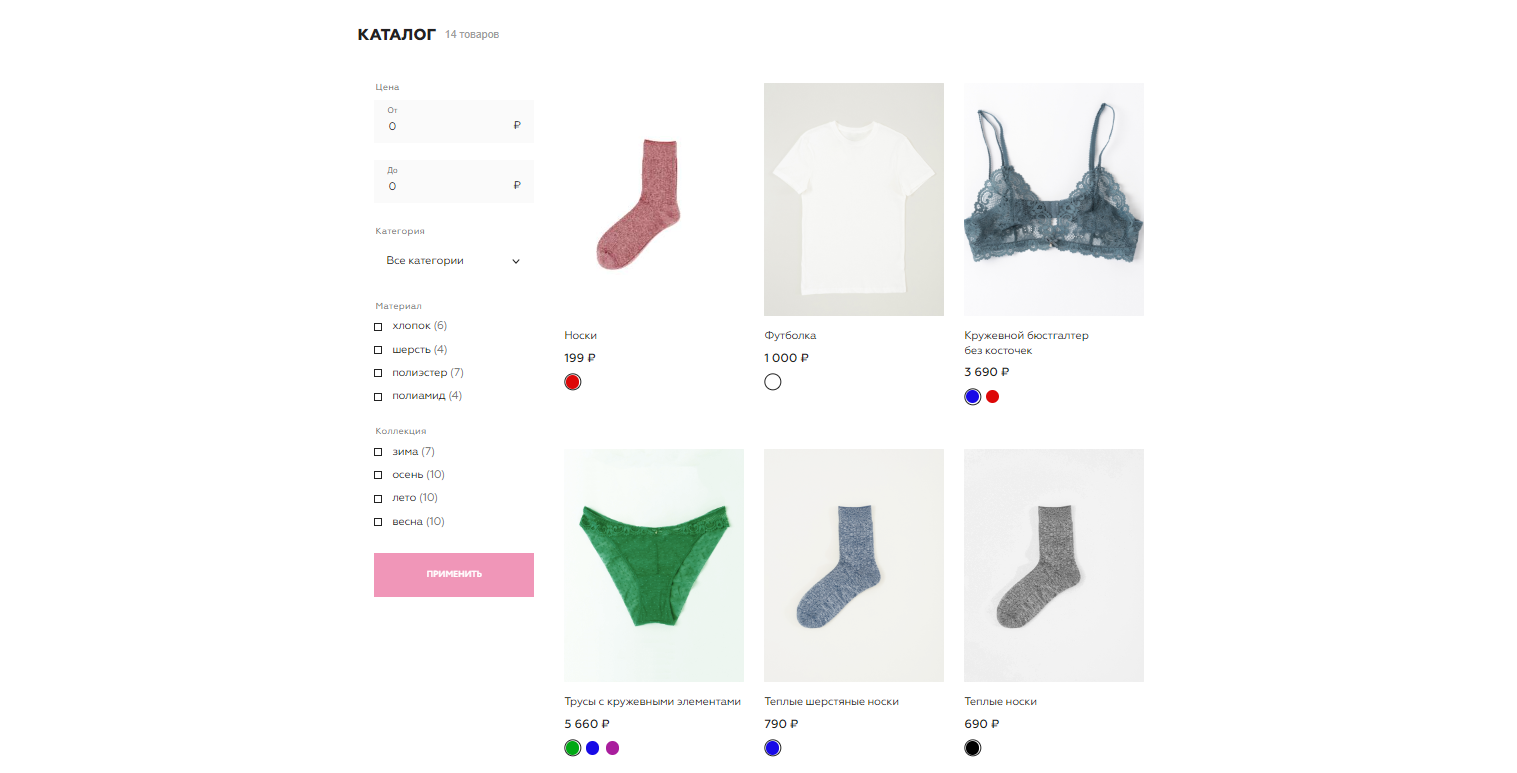 КАТАЛОГ 14 товаров
Цена
От
0 ₽
До
0 ₽
Категория
Все категории
Материал
хлопок (6)
шерсть (4)
полиэстер (7)
полиамид (4)
Коллекция
зима (7)
осень (10)
лето (10)
весна (10)
ПРИМЕНИТЬ
Носки
199 ₽
Футболка
1 000 ₽
Кружевной бюстгалтер
без косточек
3 690 ₽
Трусы с кружевными элементами
5 660 ₽
Теплые шерстяные носки
790 ₽
Теплые носки
690 ₽